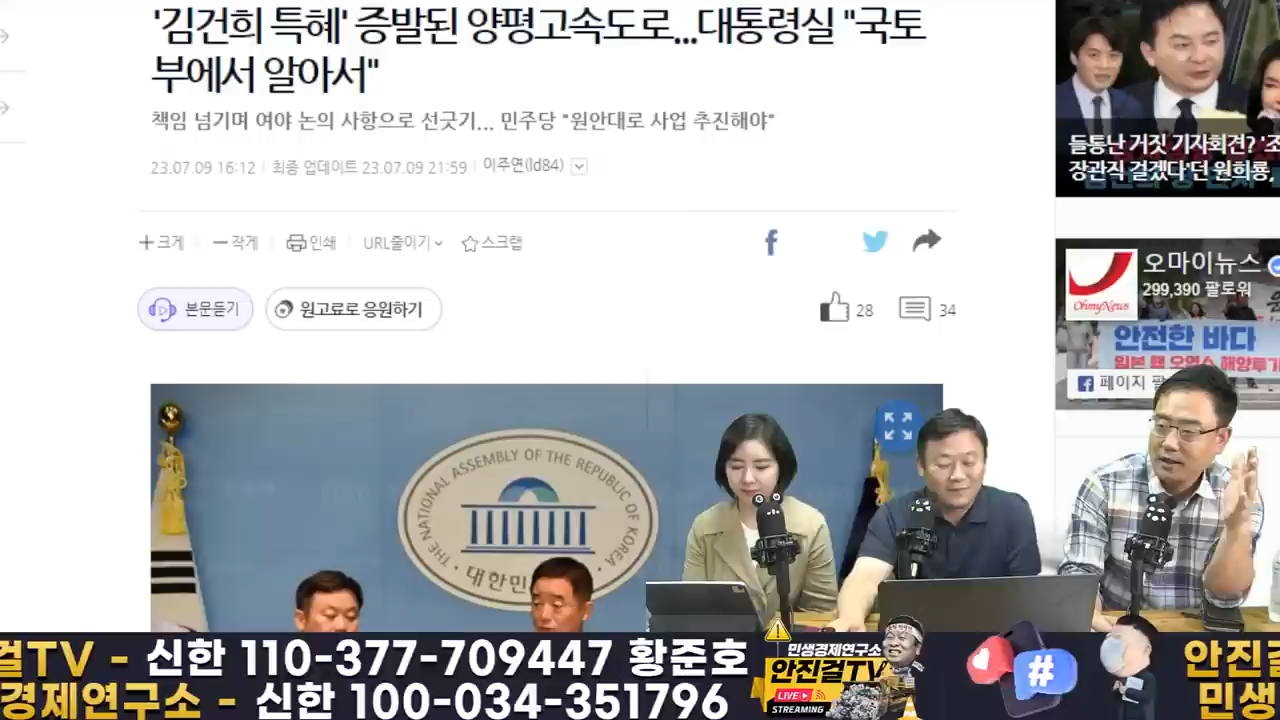 '김건희 특혜' 증발된 양평고속도로...대통령실 "국토
부에서 알아서"
책임 넘기며 여야 논의 사항으로 선긋기... 민주당 "원안대로 사업 추진해야"
23.07.09 16:12 | 최종 업데이트 23.07.09 21:59 | 이주연(ld84)
+크게 -작게 인쇄 URL줄이기 스크랩
본문듣기 원고료로 응원하기 28 34
들통난 거짓 기자회견? '조
장관직 걸겠다'던 원희룡,
오마이뉴스
299,390 팔로워
OhmyNews
안전한 바다
일본 핵 오염수 해양투기
페이지
THE NATIONAL ASSEMBLY OF THE REPUBLIC OF KOREA
대한민
걸TV - 신한 110-377-709447 황준호
경제연구소 - 신한 100-034-351796
민생경제연구소
안진걸TV
LIVE
STREAMING
#
안진걸
민생